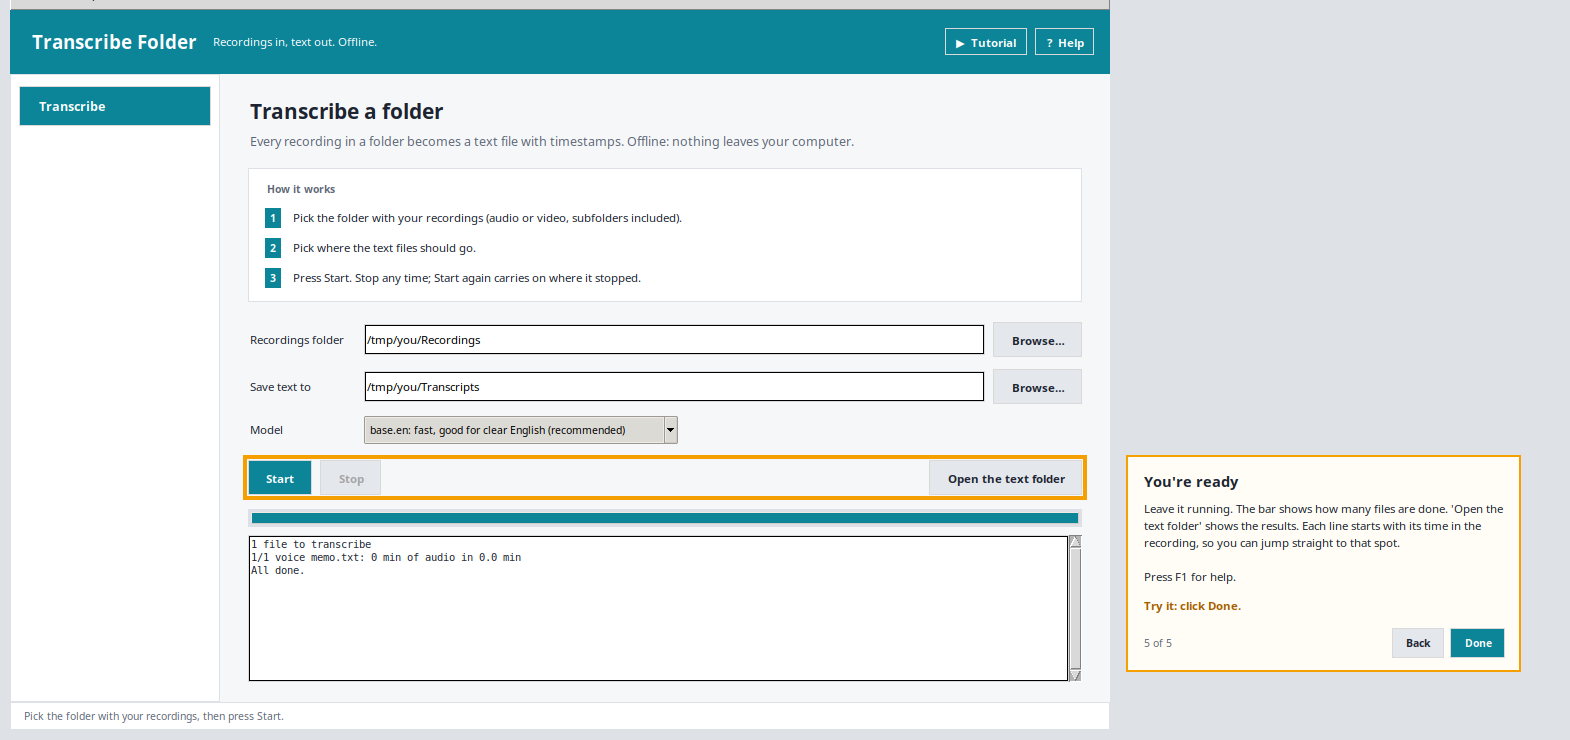 Transcribe Folder
Recordings in, text out. Offline.
▶ Tutorial
? Help
Transcribe
Transcribe a folder
Every recording in a folder becomes a text file with timestamps. Offline: nothing leaves your computer.
How it works
1 Pick the folder with your recordings (audio or video, subfolders included).
2 Pick where the text files should go.
3 Press Start. Stop any time; Start again carries on where it stopped.
Recordings folder /tmp/you/Recordings Browse...
Save text to /tmp/you/Transcripts Browse...
Model base.en: fast, good for clear English (recommended)
Start Stop Open the text folder
1 file to transcribe
1/1 voice memo.txt: 0 min of audio in 0.0 min
All done.
Pick the folder with your recordings, then press Start.
You're ready
Leave it running. The bar shows how many files are done. 'Open the
text folder' shows the results. Each line starts with its time in the
recording, so you can jump straight to that spot.
Press F1 for help.
Try it: click Done.
5 of 5 Back Done